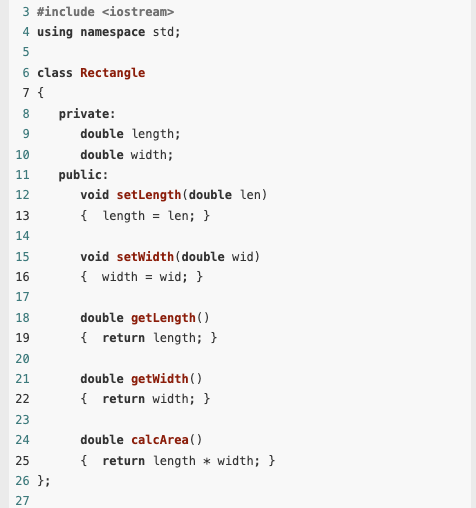 3 #include <iostream>
4 using namespace std;
5
6 class Rectangle
7 {
8    private:
9       double length;
10       double width;
11    public:
12       void setLength(double len)
13       {  length = len; }
14
15       void setWidth(double wid)
16       {  width = wid; }
17
18       double getLength()
19       {  return length; }
20
21       double getWidth()
22       {  return width; }
23
24       double calcArea()
25       {  return length * width; }
26 };
27